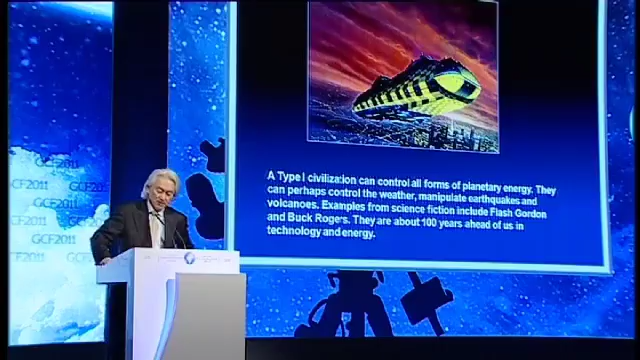 A Type I civilization can control all forms of planetary energy. They
can perhaps control the weather, manipulate earthquakes and
volcanoes. Examples from science fiction include Flash Gordon
and Buck Rogers. They are about 100 years ahead of us in
technology and energy.
GCF2011
GCF2011
GCF2011